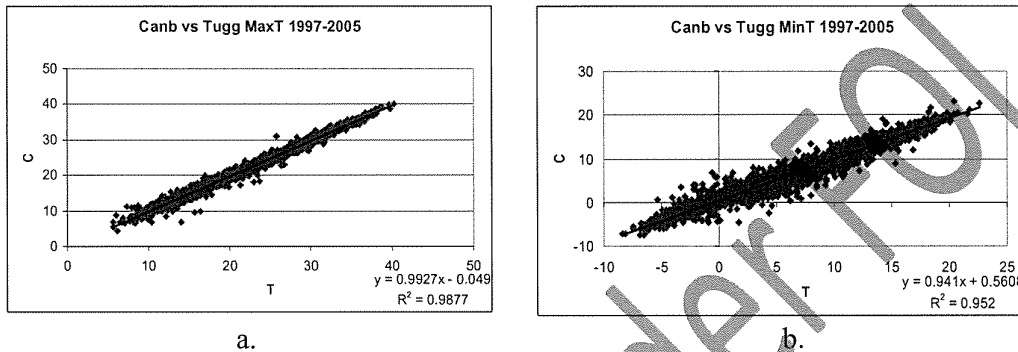 Canb vs Tugg MaxT 1997-2005
50
40
30
20
10
0
C
0 10 20 30 40 50
T
y = 0.9927x - 0.049
R² = 0.9877
a.
Canb vs Tugg MinT 1997-2005
30
20
10
0
-10
C
-10 -5 0 5 10 15 20 25
T
y = 0.941x + 0.5608
R² = 0.952
b.